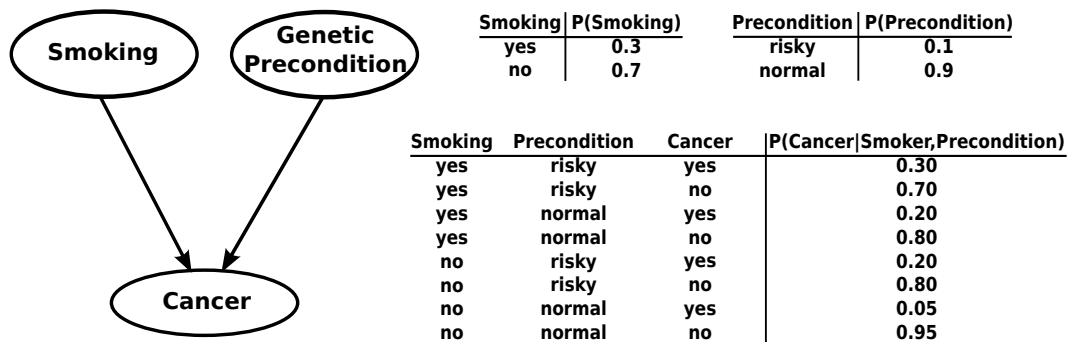 Smoking
Genetic
Precondition
Cancer
Smoking P(Smoking)
yes 0.3
no 0.7
Precondition P(Precondition)
risky 0.1
normal 0.9
Smoking Precondition Cancer P(Cancer|Smoker,Precondition)
yes risky yes 0.30
yes risky no 0.70
yes normal yes 0.20
yes normal no 0.80
no risky yes 0.20
no risky no 0.80
no normal yes 0.05
no normal no 0.95